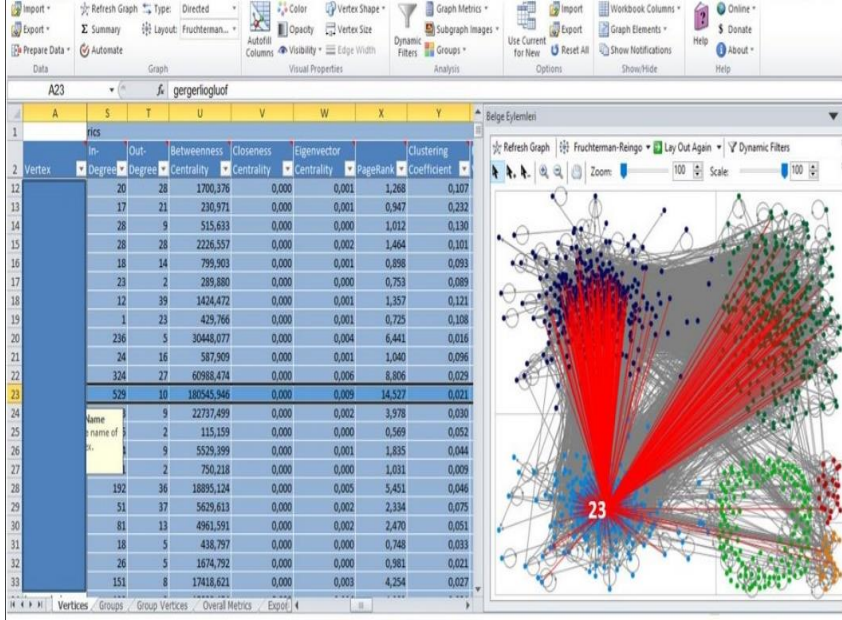 Import Refresh Graph Type: Directed Color Vertex Shape Graph Metrics Import Workbook Columns Online
Export Summary Layout: Fruchterman... Opacity Vertex Size Subgraph Images Export Graph Elements $ Donate
Prepare Data Automate Autofill Columns Visibility Edge Width Dynamic Filters Groups Use Current for New Reset All Show Notifications Help About
Data Graph Visual Properties Analysis Options Show/Hide Help
A23 fx gergerliogluof
A S T U V W X Y Belge Eylemleri
1 rics
Refresh Graph Fruchterman-Reingo Lay Out Again Dynamic Filters
In- Out- Betweenness Closeness Eigenvector Clustering
2 Vertex Degree Degree Centrality Centrality Centrality PageRank Coefficient
Zoom: 100 Scale: 100
12 20 28 1700,376 0,000 0,001 1,268 0,107
13 17 21 230,971 0,000 0,001 0,947 0,232
14 28 9 515,633 0,000 0,000 1,012 0,130
15 28 28 2226,557 0,000 0,002 1,464 0,101
16 18 14 799,903 0,000 0,001 0,898 0,093
17 23 2 289,880 0,000 0,000 0,753 0,089
18 12 39 1424,472 0,000 0,001 1,357 0,121
19 1 23 429,766 0,000 0,001 0,725 0,108
20 236 5 30448,077 0,000 0,004 6,441 0,016
21 24 16 587,909 0,000 0,001 1,040 0,096
22 324 27 60988,474 0,000 0,006 8,806 0,029
23 529 10 180545,946 0,000 0,009 14,527 0,021
24 9 22737,499 0,000 0,002 3,978 0,030
Name
25 2 115,159 0,000 0,000 0,569 0,052
name of
26 9 5529,399 0,000 0,001 1,835 0,044
27 2 750,218 0,000 0,000 1,031 0,009
28 192 36 18895,124 0,000 0,005 5,451 0,046
29 51 37 5629,613 0,000 0,002 2,334 0,075
30 81 13 4961,591 0,000 0,002 2,470 0,051
31 18 5 438,797 0,000 0,000 0,748 0,033
32 26 5 1674,792 0,000 0,000 0,981 0,021
33 151 8 17418,621 0,000 0,003 4,254 0,027
23
Vertices Groups Group Vertices Overall Metrics Export